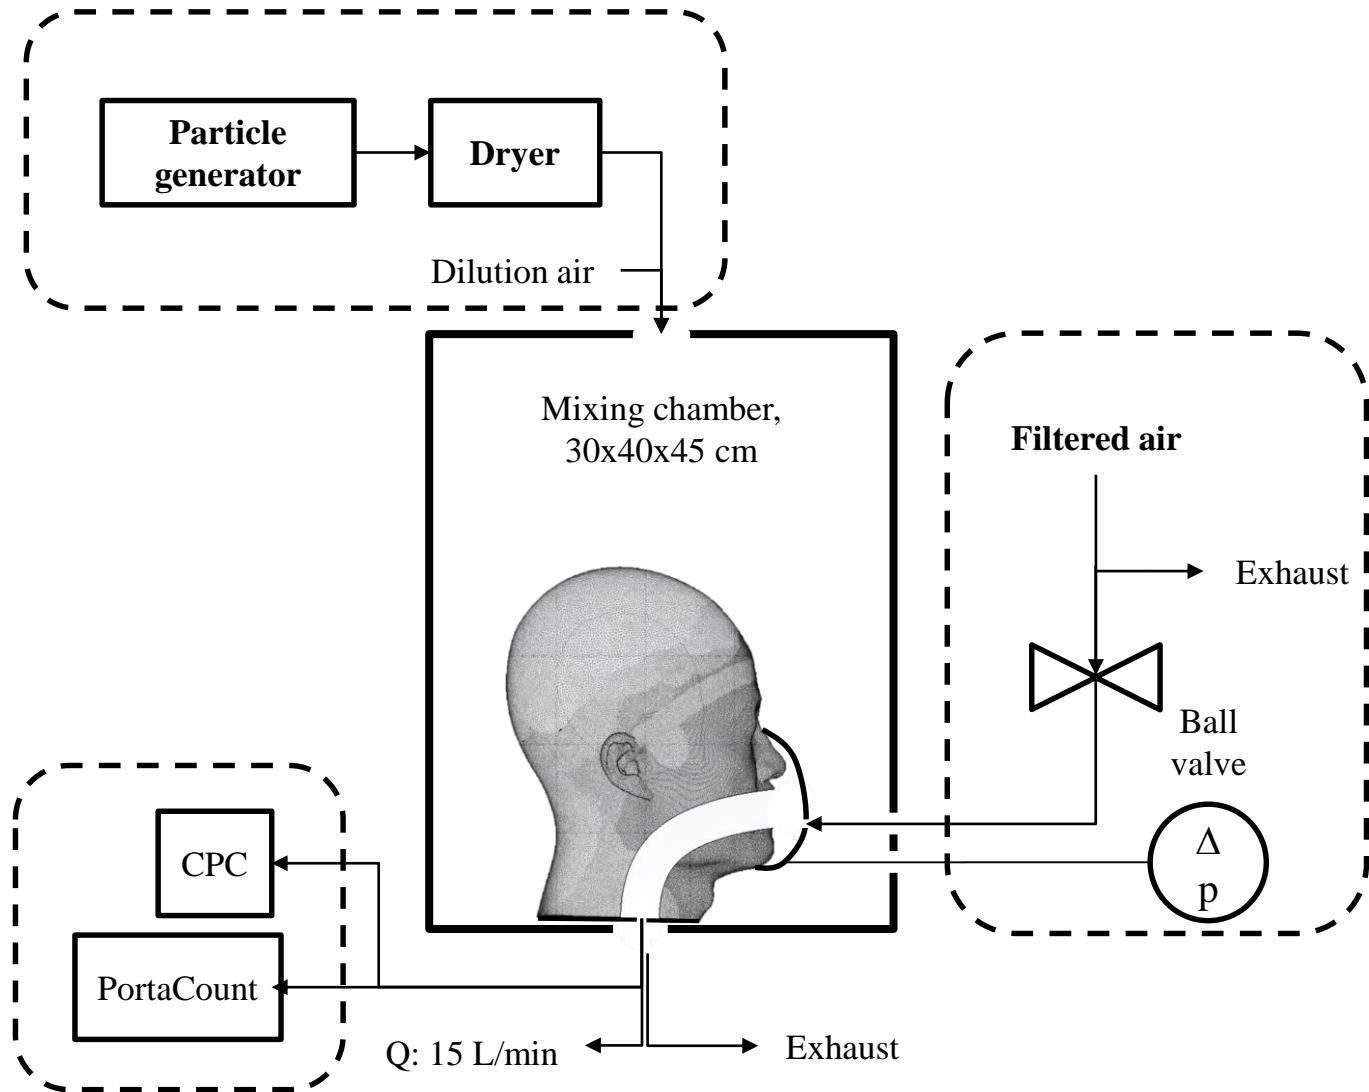 Particle
generator
Dryer
Dilution air
Mixing chamber,
30x40x45 cm
Filtered air
Exhaust
Ball
valve
Δ
p
CPC
PortaCount
Q: 15 L/min
Exhaust